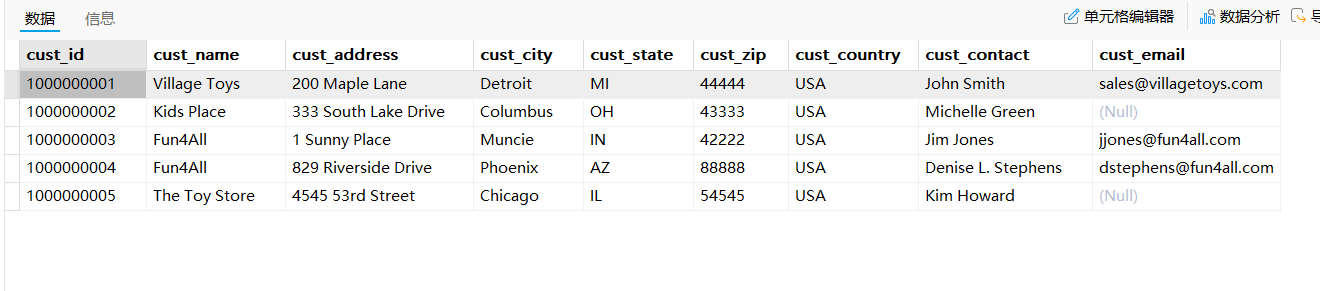 数据 信息 单元格编辑器 数据分析
cust_id cust_name cust_address cust_city cust_state cust_zip cust_country cust_contact cust_email
1000000001 Village Toys 200 Maple Lane Detroit MI 44444 USA John Smith sales@villagetoys.com
1000000002 Kids Place 333 South Lake Drive Columbus OH 43333 USA Michelle Green (Null)
1000000003 Fun4All 1 Sunny Place Muncie IN 42222 USA Jim Jones jjones@fun4all.com
1000000004 Fun4All 829 Riverside Drive Phoenix AZ 88888 USA Denise L. Stephens dstephens@fun4all.com
1000000005 The Toy Store 4545 53rd Street Chicago IL 54545 USA Kim Howard (Null)